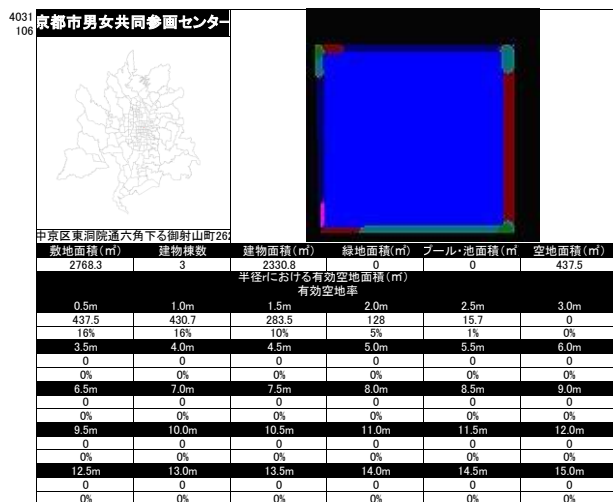 4031
106
京都市男女共同参画センター
中京区東洞院通六角下る御射山町262
敷地面積(㎡) 建物棟数 建物面積(㎡) 緑地面積(㎡) プール・池面積(㎡ 空地面積(㎡)
2768.3 3 2330.8 0 0 437.5
半径rにおける有効空地面積(㎡)
有効空地率
0.5m 1.0m 1.5m 2.0m 2.5m 3.0m
437.5 430.7 283.5 128 15.7 0
16% 16% 10% 5% 1% 0%
3.5m 4.0m 4.5m 5.0m 5.5m 6.0m
0 0 0 0 0 0
0% 0% 0% 0% 0% 0%
6.5m 7.0m 7.5m 8.0m 8.5m 9.0m
0 0 0 0 0 0
0% 0% 0% 0% 0% 0%
9.5m 10.0m 10.5m 11.0m 11.5m 12.0m
0 0 0 0 0 0
0% 0% 0% 0% 0% 0%
12.5m 13.0m 13.5m 14.0m 14.5m 15.0m
0 0 0 0 0 0
0% 0% 0% 0% 0% 0%